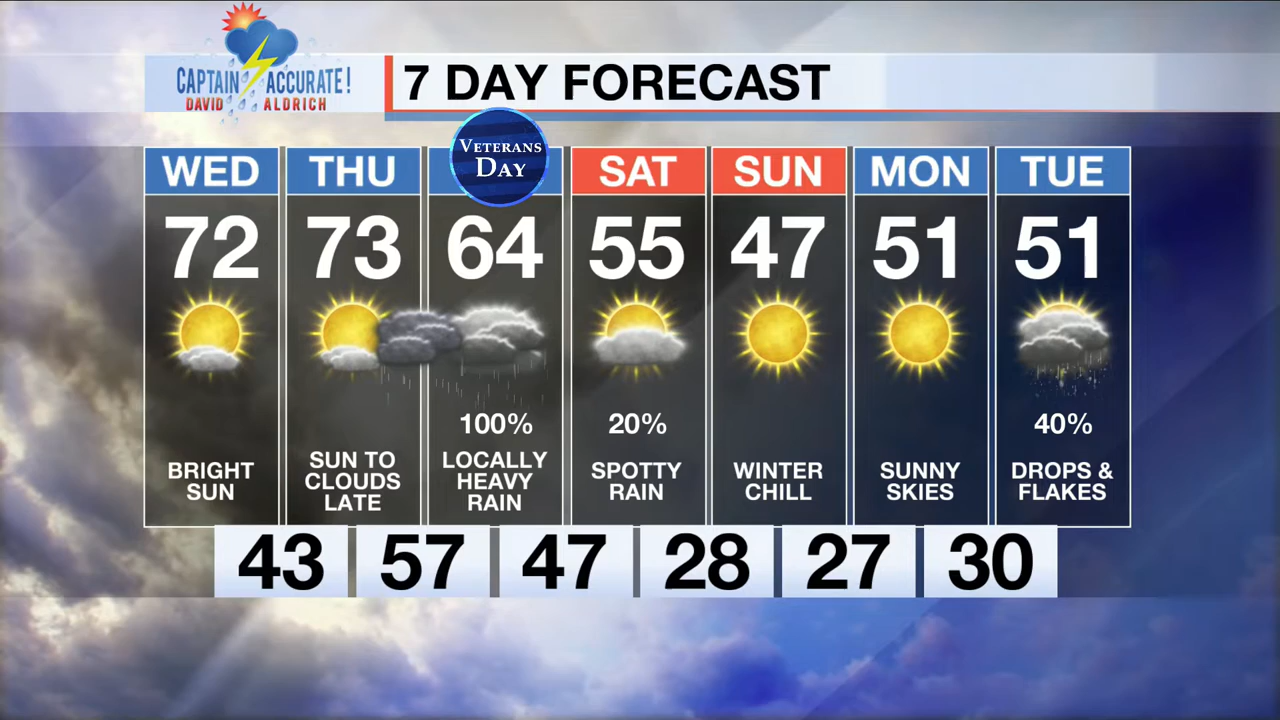 CAPTAIN ACCURATE!
DAVID ALDRICH
7 DAY FORECAST
WED
THU
VETERANS
DAY
SAT
SUN
MON
TUE
72
73
64
55
47
51
51
100%
20%
40%
BRIGHT
SUN
SUN TO
CLOUDS
LATE
LOCALLY
HEAVY
RAIN
SPOTTY
RAIN
WINTER
CHILL
SUNNY
SKIES
DROPS &
FLAKES
43
57
47
28
27
30